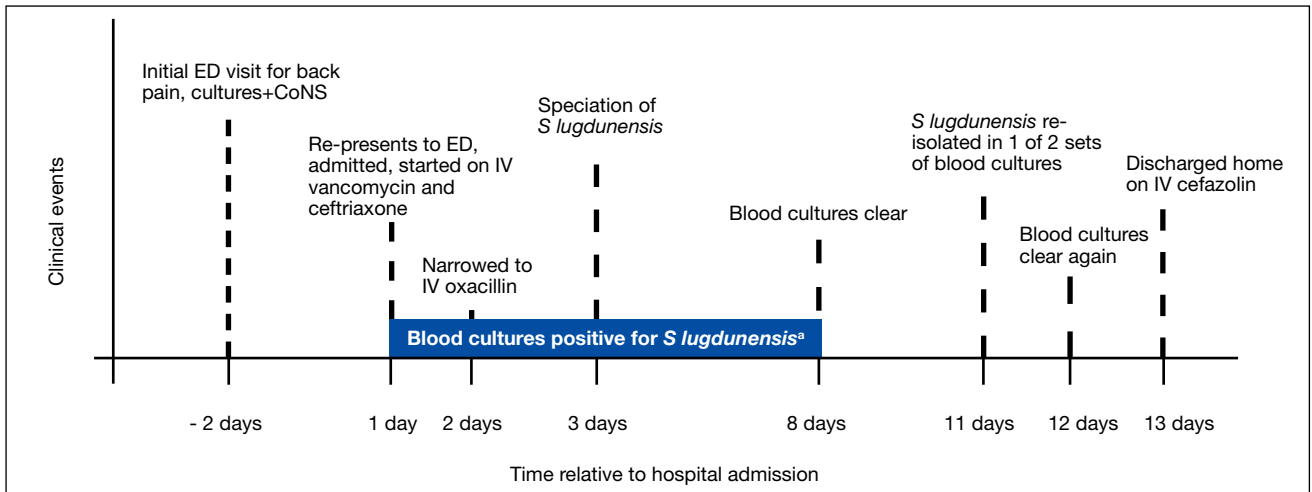 Initial ED visit for back
pain, cultures+CoNS
Re-presents to ED,
admitted, started on IV
vancomycin and
ceftriaxone
Narrowed to
IV oxacillin
Speciation of
S lugdunensis
Blood cultures clear
S lugdunensis re-
isolated in 1 of 2 sets
of blood cultures
Blood cultures
clear again
Discharged home
on IV cefazolin
Clinical events
Blood cultures positive for S lugdunensisᵃ
- 2 days
1 day
2 days
3 days
8 days
11 days
12 days
13 days
Time relative to hospital admission